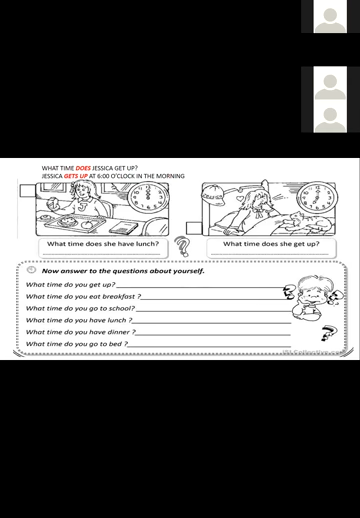 WHAT TIME DOES JESSICA GET UP?
JESSICA GETS UP AT 6:00 O'CLOCK IN THE MORNING
What time does she have lunch?
What time does she get up?
Now answer to the questions about yourself.
What time do you get up?
What time do you eat breakfast ?
What time do you go to school?
What time do you have lunch ?
What time do you have dinner ?
What time do you go to bed ?